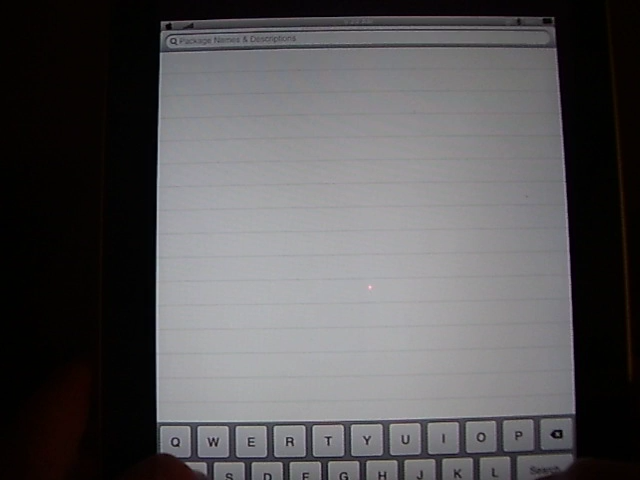 Package Names & Descriptions
Q W E R T Y U I O P
S D F G H J K L Search